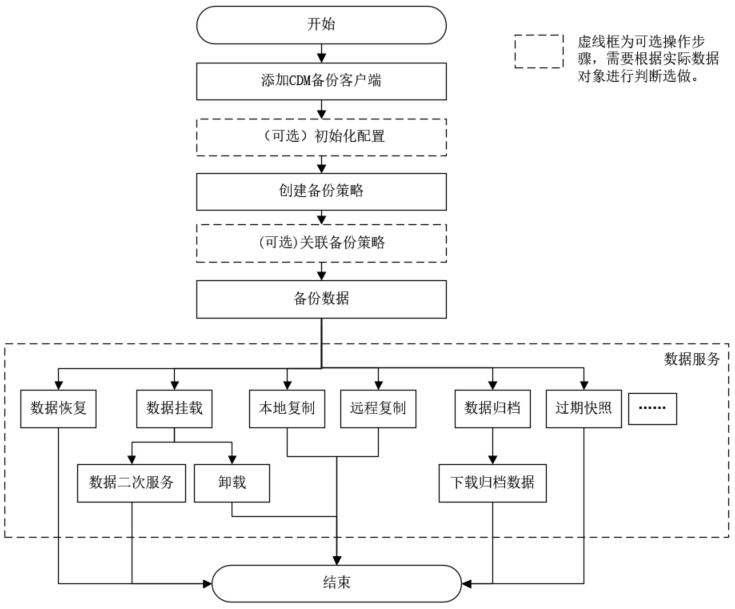 开始
虚线框为可选操作步
骤，需要根据实际数据
对象进行判断选做。
添加CDM备份客户端
（可选）初始化配置
创建备份策略
(可选)关联备份策略
备份数据
数据服务
数据恢复
数据挂载
本地复制
远程复制
数据归档
过期快照
……
数据二次服务
卸载
下载归档数据
结束